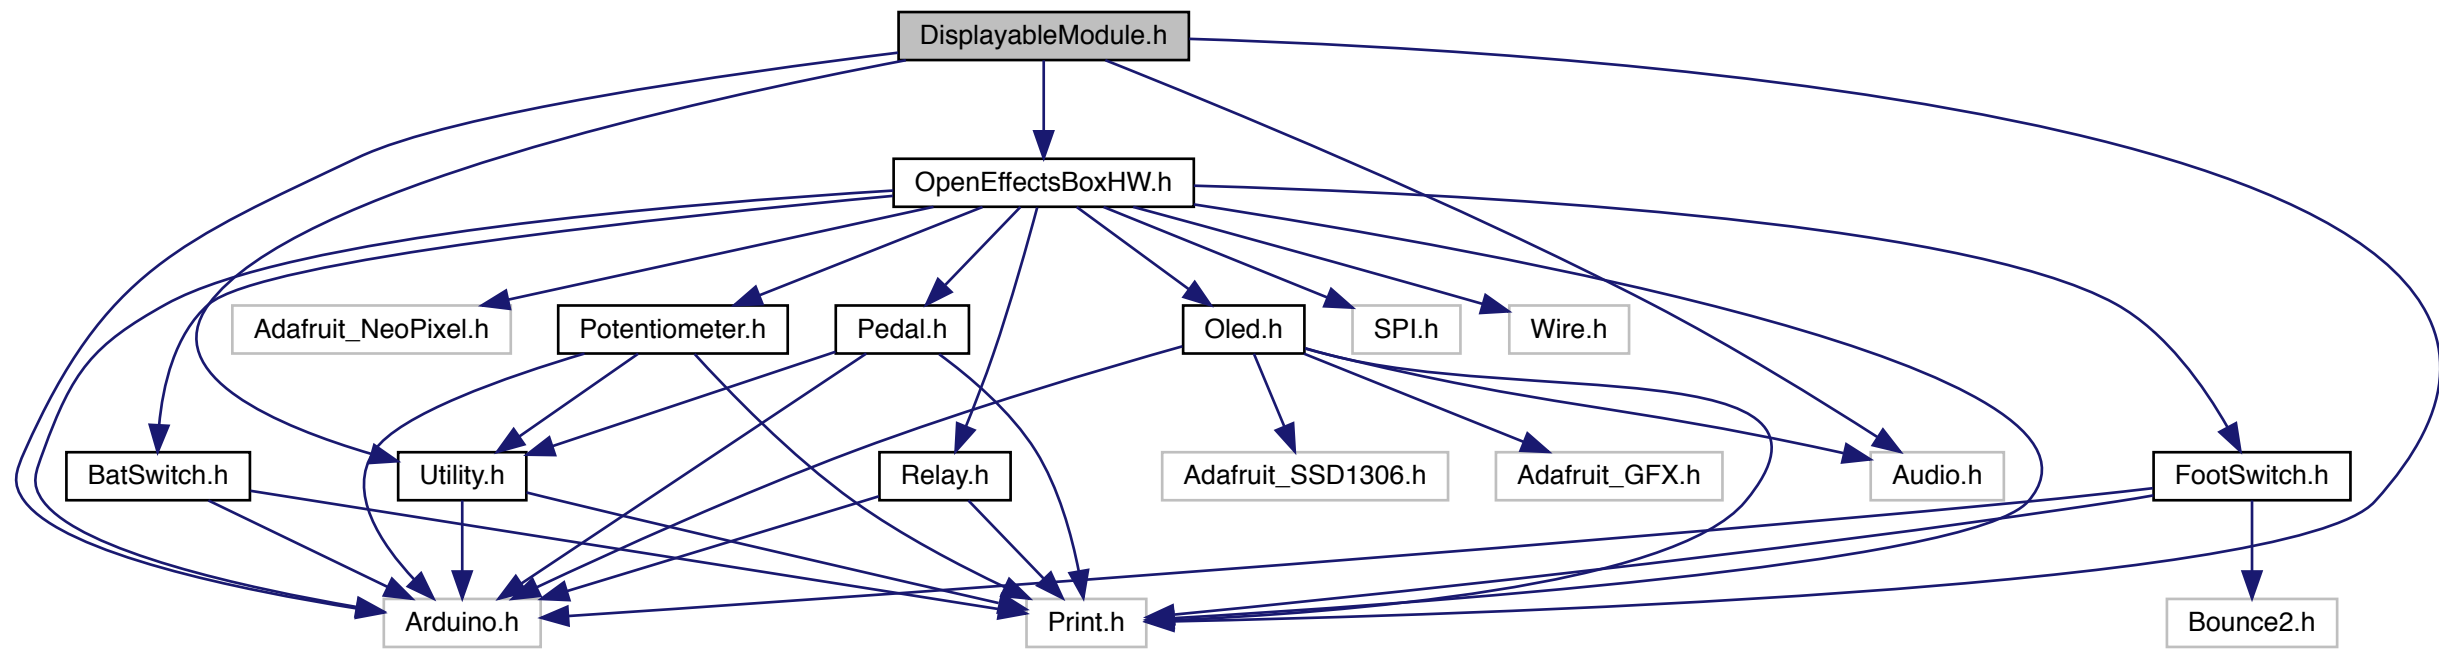 DisplayableModule.h
OpenEffectsBoxHW.h
Adafruit_NeoPixel.h
Potentiometer.h
Pedal.h
Oled.h
SPI.h
Wire.h
BatSwitch.h
Utility.h
Relay.h
Adafruit_SSD1306.h
Adafruit_GFX.h
Audio.h
FootSwitch.h
Arduino.h
Print.h
Bounce2.h